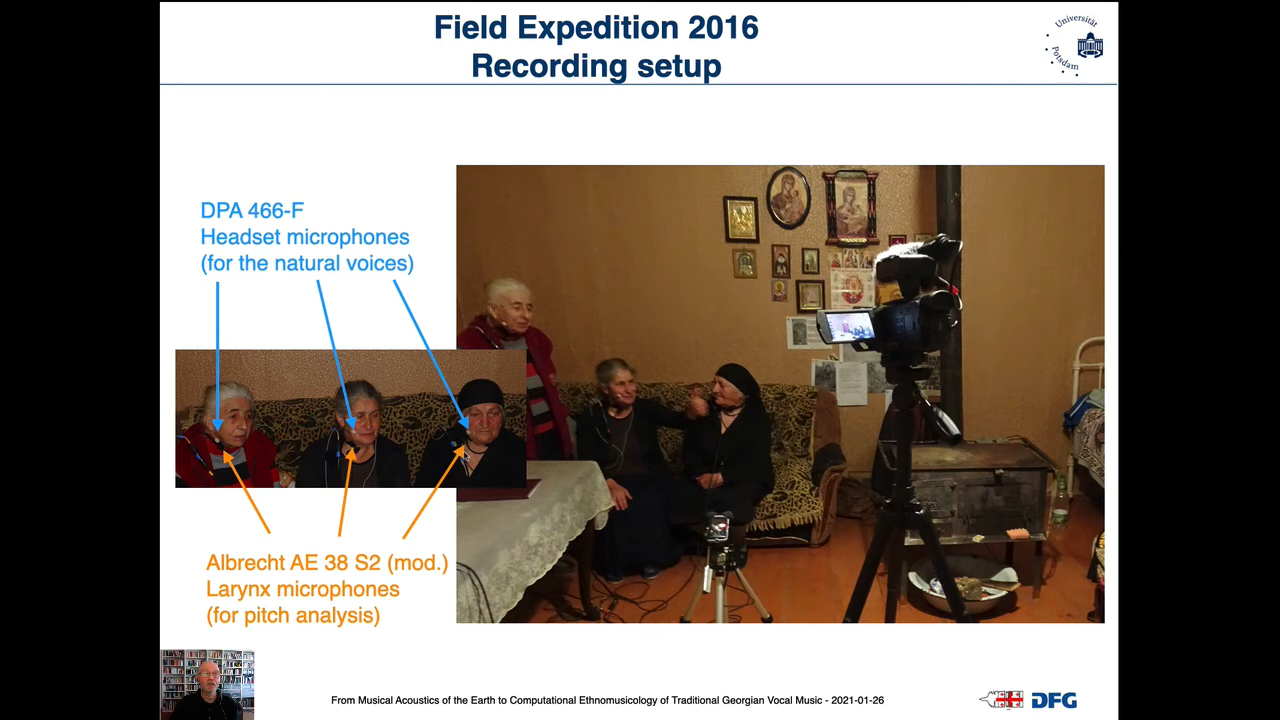 Field Expedition 2016
Recording setup
Universität
Potsdam
DPA 466-F
Headset microphones
(for the natural voices)
Albrecht AE 38 S2 (mod.)
Larynx microphones
(for pitch analysis)
From Musical Acoustics of the Earth to Computational Ethnomusicology of Traditional Georgian Vocal Music - 2021-01-26
DFG